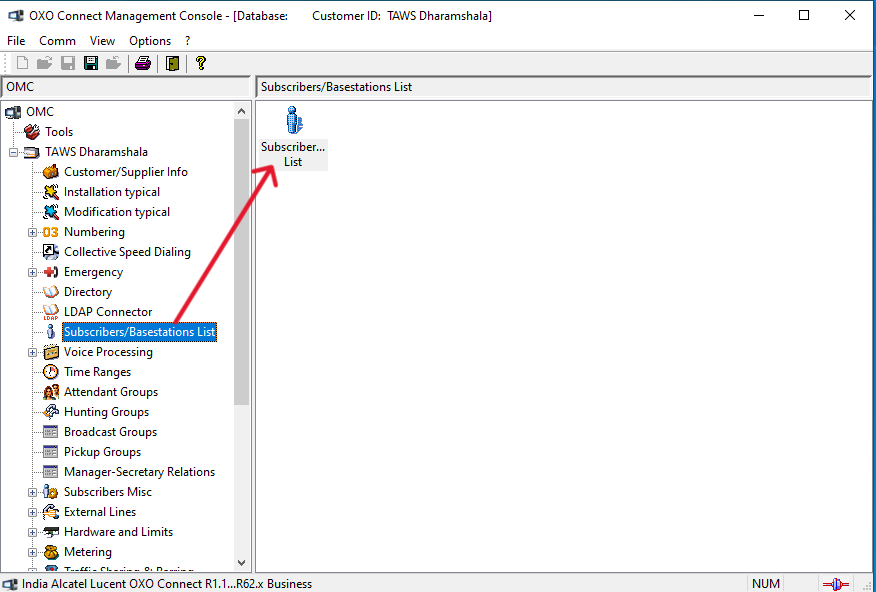 OXO Connect Management Console - [Database: Customer ID: TAWS Dharamshala]
File Comm View Options ?
OMC
Subscribers/Basestations List
OMC
Tools
TAWS Dharamshala
Customer/Supplier Info
Installation typical
Modification typical
03 Numbering
Collective Speed Dialing
Emergency
Directory
LDAP LDAP Connector
Subscribers/Basestations List
Voice Processing
Time Ranges
Attendant Groups
Hunting Groups
Broadcast Groups
Pickup Groups
Manager-Secretary Relations
Subscribers Misc
External Lines
Hardware and Limits
Metering
Subscriber...
List
India Alcatel Lucent OXO Connect R1.1...R62.x Business
NUM